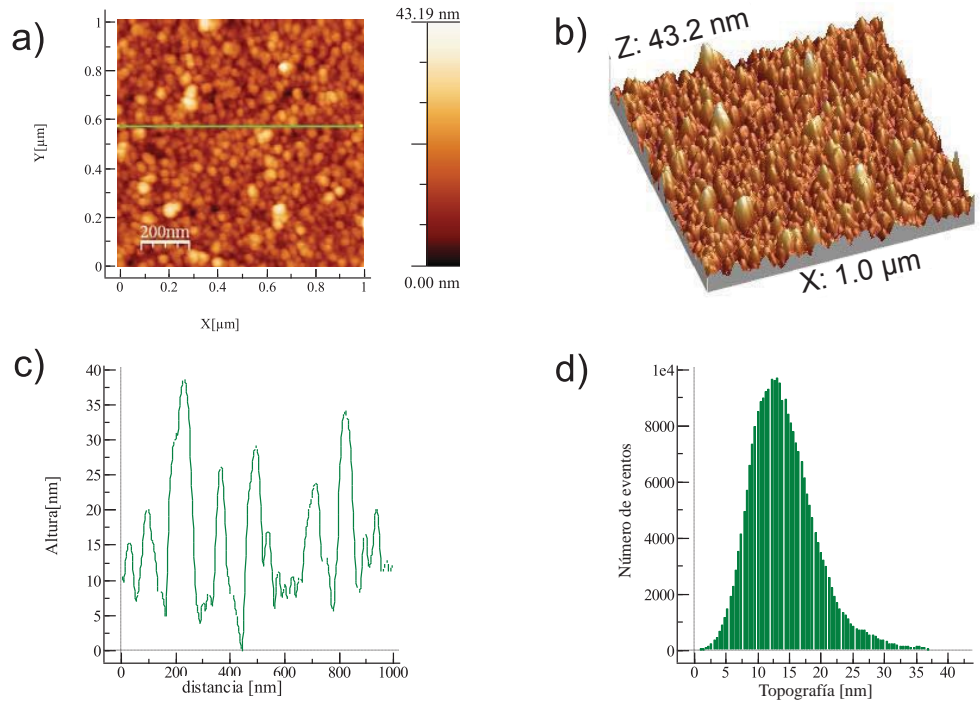 a)
43.19 nm
1
0.8
0.6
0.4
0.2
0
Y[µm]
200nm
0 0.2 0.4 0.6 0.8 1
X[µm]
0.00 nm
b)
Z: 43.2 nm
X: 1.0 µm
c)
40
35
30
25
20
15
10
5
0
Altura[nm]
0 200 400 600 800 1000
distancia [nm]
d)
1e4
8000
6000
4000
2000
0
Número de eventos
0 5 10 15 20 25 30 35 40
Topografía [nm]